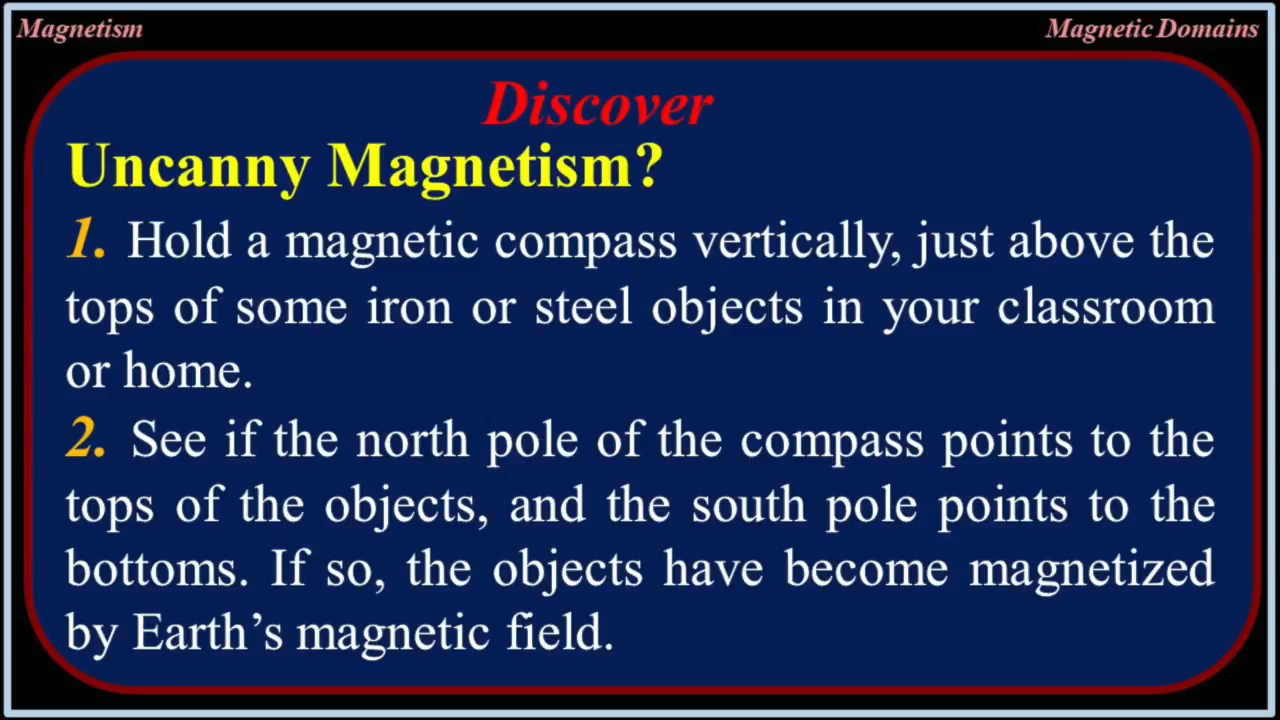 Magnetism
Magnetic Domains
Discover
Uncanny Magnetism?
1. Hold a magnetic compass vertically, just above the
tops of some iron or steel objects in your classroom
or home.
2. See if the north pole of the compass points to the
tops of the objects, and the south pole points to the
bottoms. If so, the objects have become magnetized
by Earth’s magnetic field.